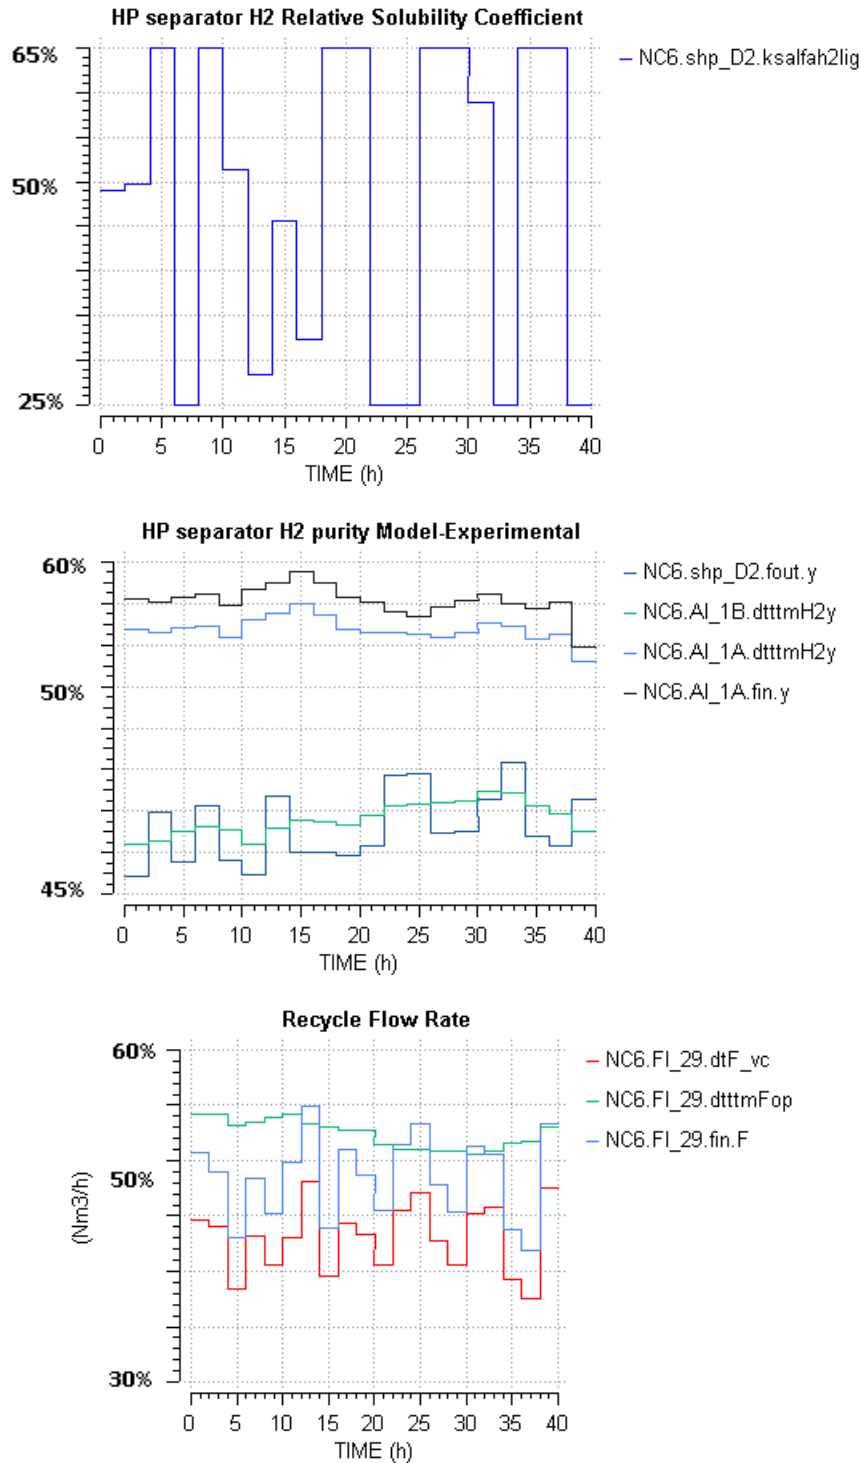 HP separator H2 Relative Solubility Coefficient
65%
50%
25%
NC6.shp_D2.ksalfah2lig
0 5 10 15 20 25 30 35 40
TIME (h)
HP separator H2 purity Model-Experimental
60%
50%
45%
NC6.shp_D2.fout.y
NC6.AI_1B.dtttmH2y
NC6.AI_1A.dtttmH2y
NC6.AI_1A.fin.y
0 5 10 15 20 25 30 35 40
TIME (h)
Recycle Flow Rate
60%
50%
30%
(Nm3/h)
NC6.FI_29.dtF_vc
NC6.FI_29.dtttmFop
NC6.FI_29.fin.F
0 5 10 15 20 25 30 35 40
TIME (h)